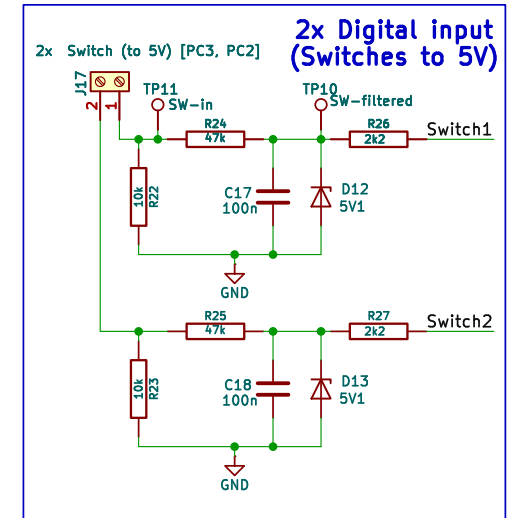 2x Digital input
(Switches to 5V)
2x Switch (to 5V) [PC3, PC2]
J17
2
1
TP11
SW-in
TP10
SW-filtered
R24
47k
R26
2k2
Switch1
10k
R22
C17
100n
D12
5V1
GND
R25
47k
R27
2k2
Switch2
10k
R23
C18
100n
D13
5V1
GND